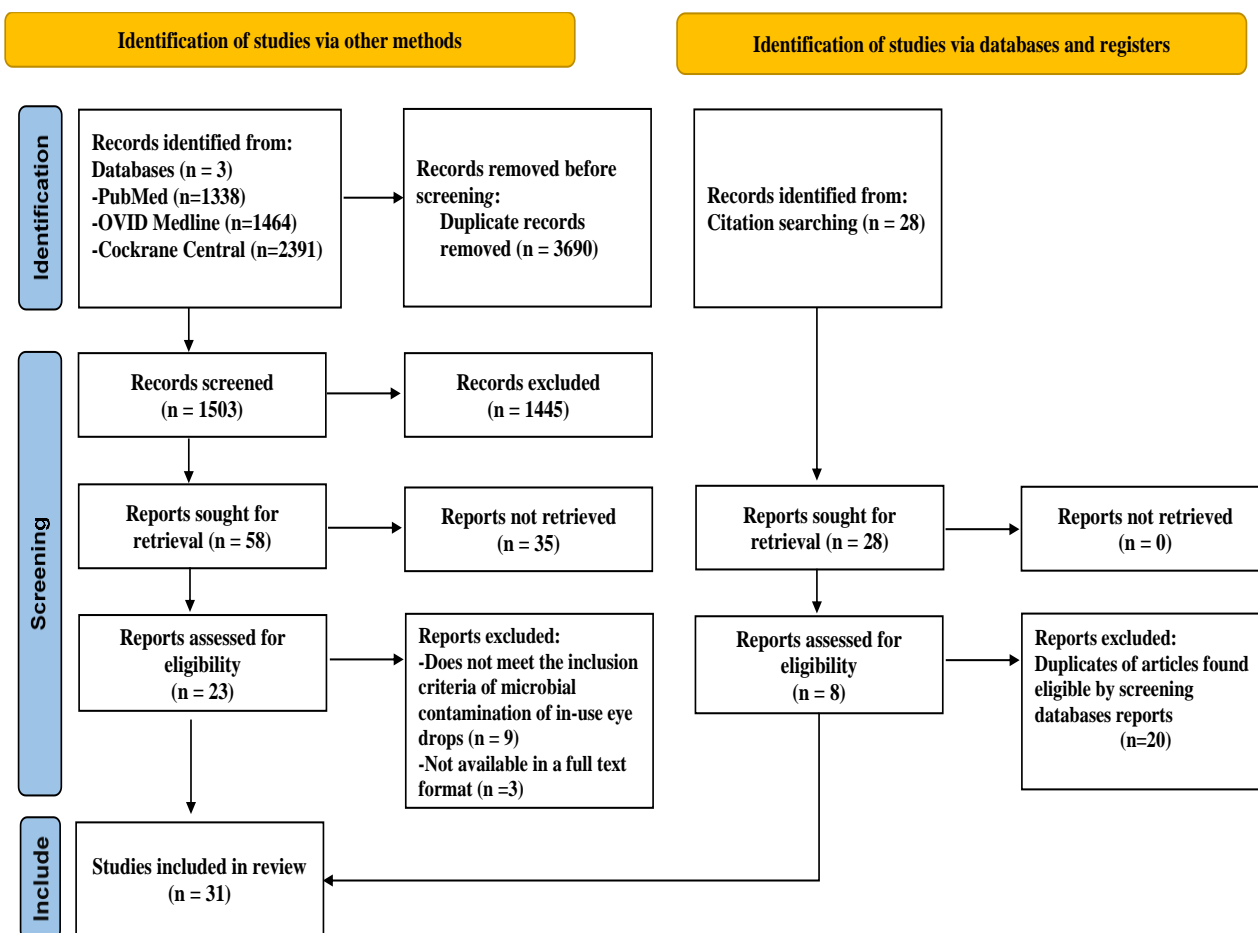 Identification of studies via other methods
Identification of studies via databases and registers
Identification
Records identified from:
Databases (n = 3)
-PubMed (n=1338)
-OVID Medline (n=1464)
-Cockrane Central (n=2391)
Records removed before
screening:
Duplicate records
removed (n = 3690)
Records identified from:
Citation searching (n = 28)
Screening
Records screened
(n = 1503)
Records excluded
(n = 1445)
Reports sought for
retrieval (n = 58)
Reports not retrieved
(n = 35)
Reports sought for
retrieval (n = 28)
Reports not retrieved
(n = 0)
Reports assessed for
eligibility
(n = 23)
Reports excluded:
-Does not meet the inclusion
criteria of microbial
contamination of in-use eye
drops (n = 9)
-Not available in a full text
format (n =3)
Reports assessed for
eligibility
(n = 8)
Reports excluded:
Duplicates of articles found
eligible by screening
databases reports
(n=20)
Include
Studies included in review
(n = 31)